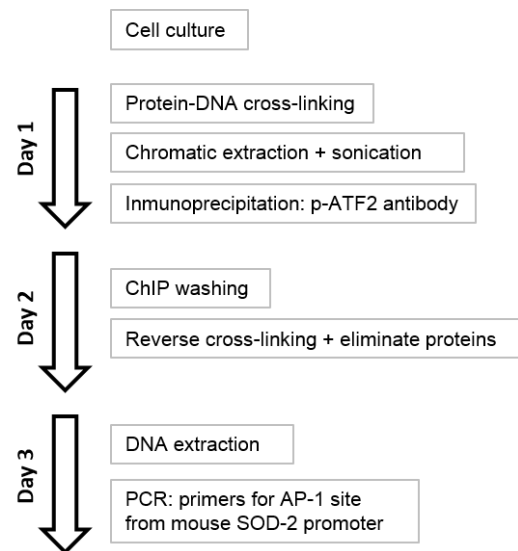 Cell culture
Day 1
Protein-DNA cross-linking
Chromatic extraction + sonication
Inmunoprecipitation: p-ATF2 antibody
Day 2
ChIP washing
Reverse cross-linking + eliminate proteins
Day 3
DNA extraction
PCR: primers for AP-1 site
from mouse SOD-2 promoter